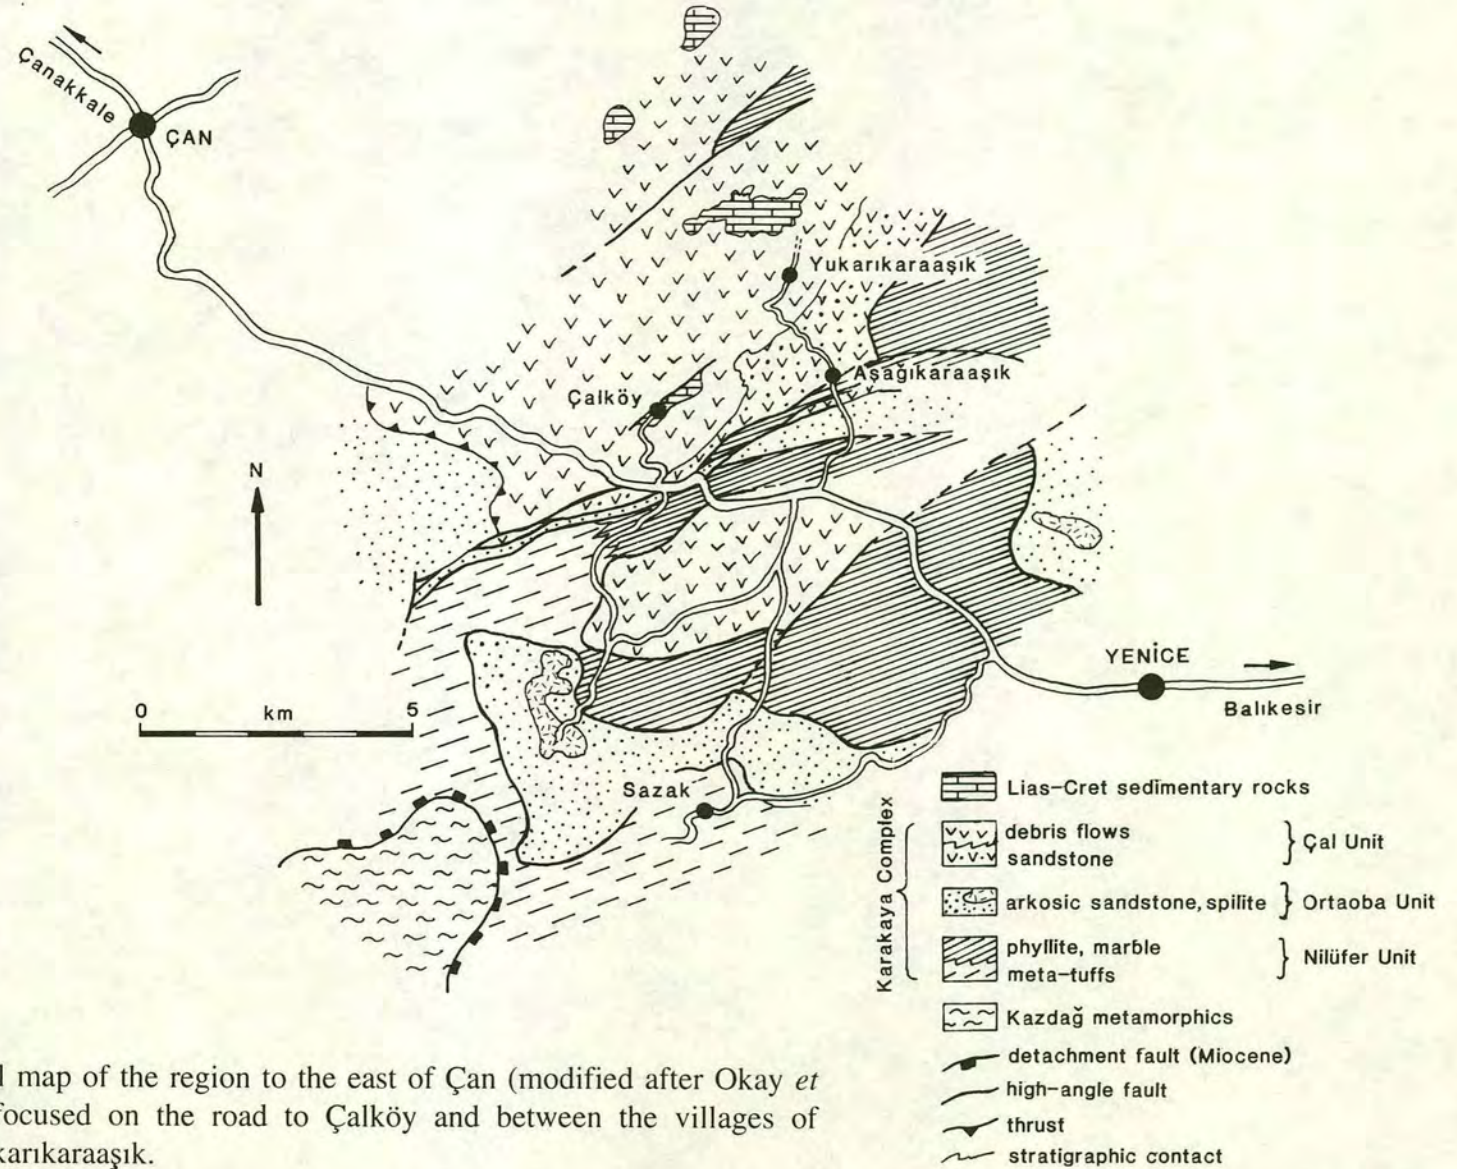 Çanakkale
ÇAN
Yukarıkaraaşık
Aşağıkaraaşık
Çalköy
N
0 km 5
YENİCE
Balıkesir
Sazak
Lias-Cret sedimentary rocks
Karakaya Complex
debris flows
sandstone
Çal Unit
arkosic sandstone, spilite
Ortaoba Unit
phyllite, marble
meta-tuffs
Nilüfer Unit
Kazdağ metamorphics
detachment fault (Miocene)
high-angle fault
thrust
stratigraphic contact
l map of the region to the east of Çan (modified after Okay et
focused on the road to Çalköy and between the villages of
karıkaraaşık.